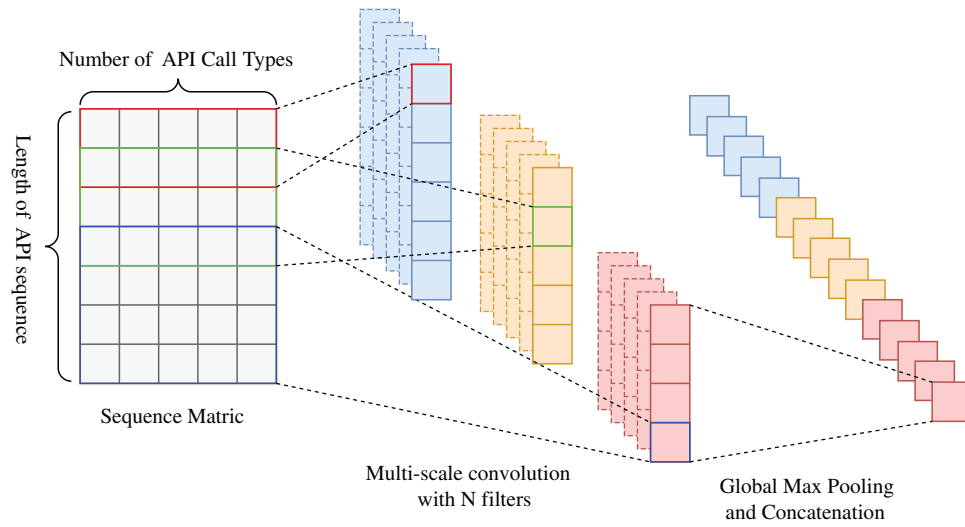 Number of API Call Types
Length of API sequence
Sequence Matric
Multi-scale convolution
with N filters
Global Max Pooling
and Concatenation